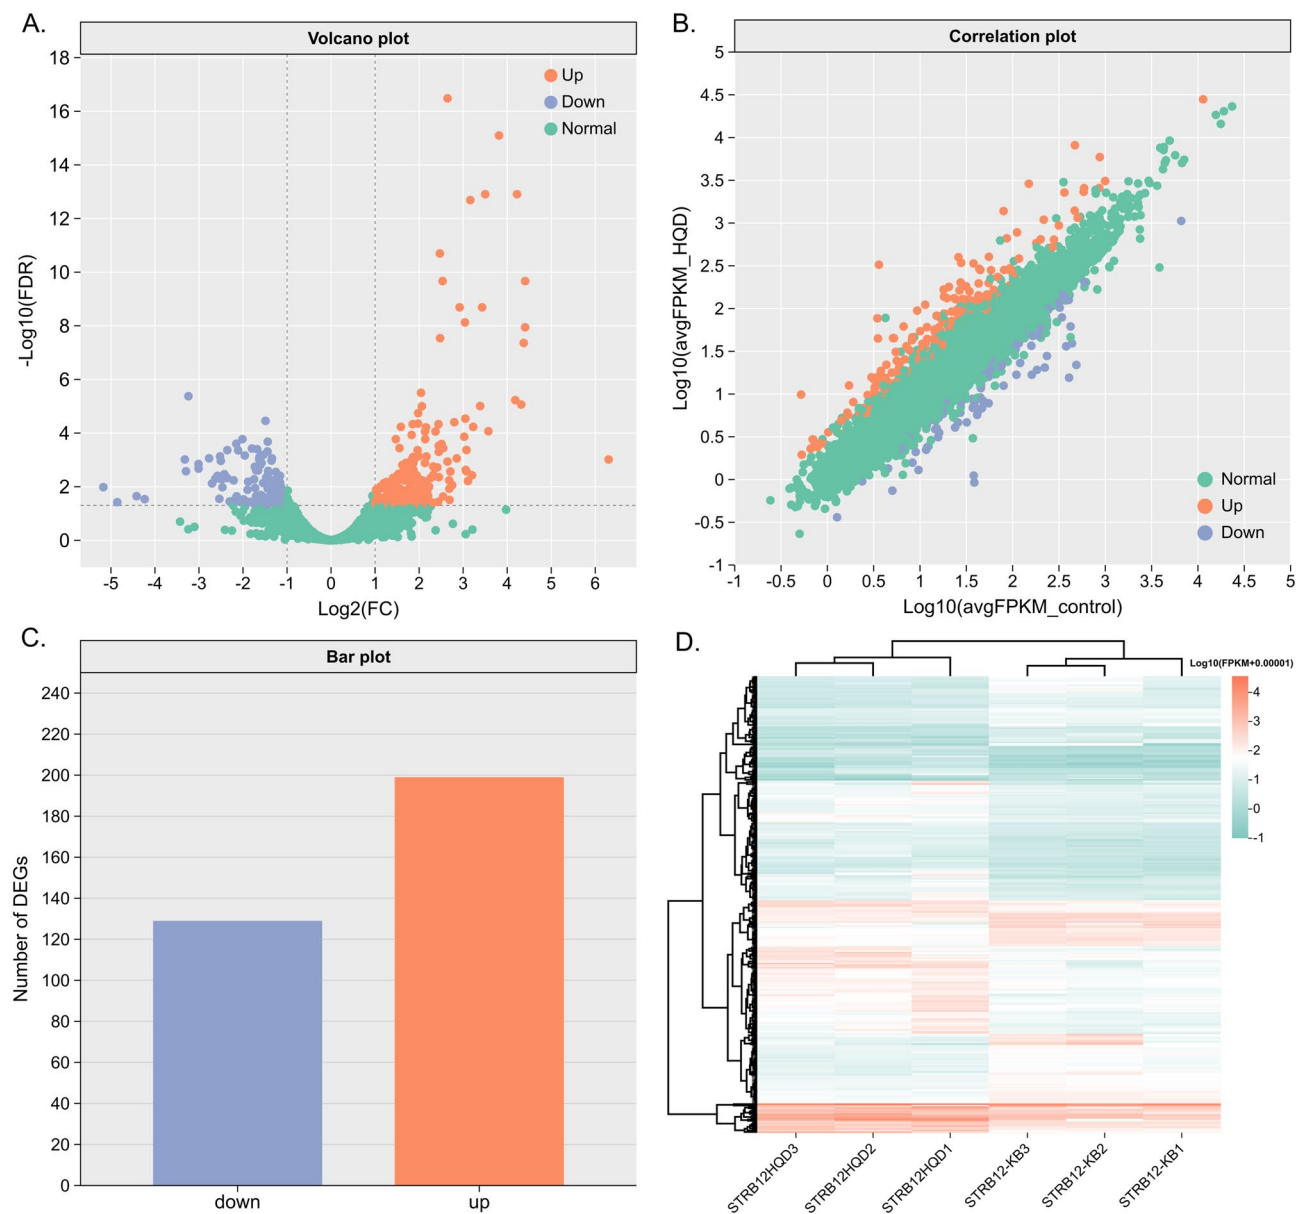 A.
Volcano plot
-Log10(FDR)
18
16
14
12
10
8
6
4
2
0
Up
Down
Normal
-5 -4 -3 -2 -1 0 1 2 3 4 5 6
Log2(FC)
B.
Correlation plot
Log10(avgFPKM_HQD)
5
4.5
4
3.5
3
2.5
2
1.5
1
0.5
0
-0.5
-1
Normal
Up
Down
-1 -0.5 0 0.5 1 1.5 2 2.5 3 3.5 4 4.5 5
Log10(avgFPKM_control)
C.
Bar plot
Number of DEGs
240
220
200
180
160
140
120
100
80
60
40
20
0
down up
D.
Log10(FPKM+0.00001)
4
3
2
1
0
-1
STRB12HQD3
STRB12HQD2
STRB12HQD1
STRB12-KB3
STRB12-KB2
STRB12-KB1